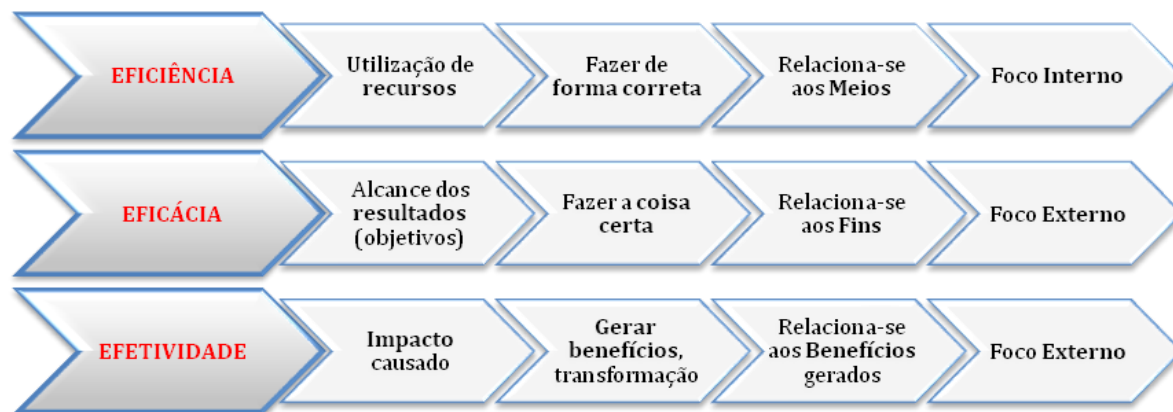 EFICIÊNCIA
Utilização de
recursos
Fazer de
forma correta
Relaciona-se
aos Meios
Foco Interno
EFICÁCIA
Alcance dos
resultados
(objetivos)
Fazer a coisa
certa
Relaciona-se
aos Fins
Foco Externo
EFETIVIDADE
Impacto
causado
Gerar
benefícios,
transformação
Relaciona-se
aos Benefícios
gerados
Foco Externo